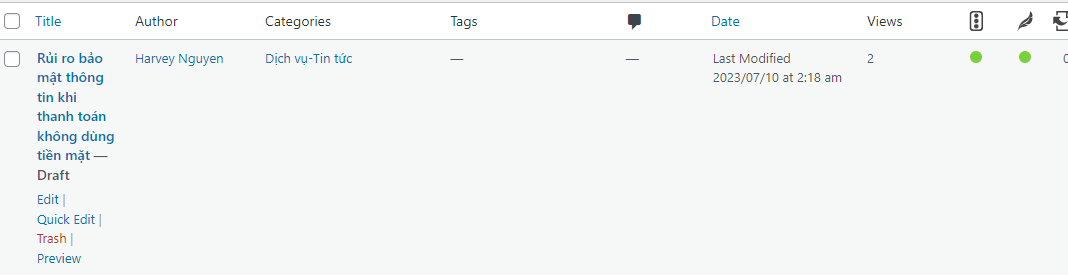 Title Author Categories Tags Date Views
Rủi ro bảo Harvey Nguyen Dịch vụ-Tin tức — — Last Modified 2 0
mật thông 2023/07/10 at 2:18 am
tin khi
thanh toán
không dùng
tiền mặt —
Draft
Edit |
Quick Edit |
Trash |
Preview